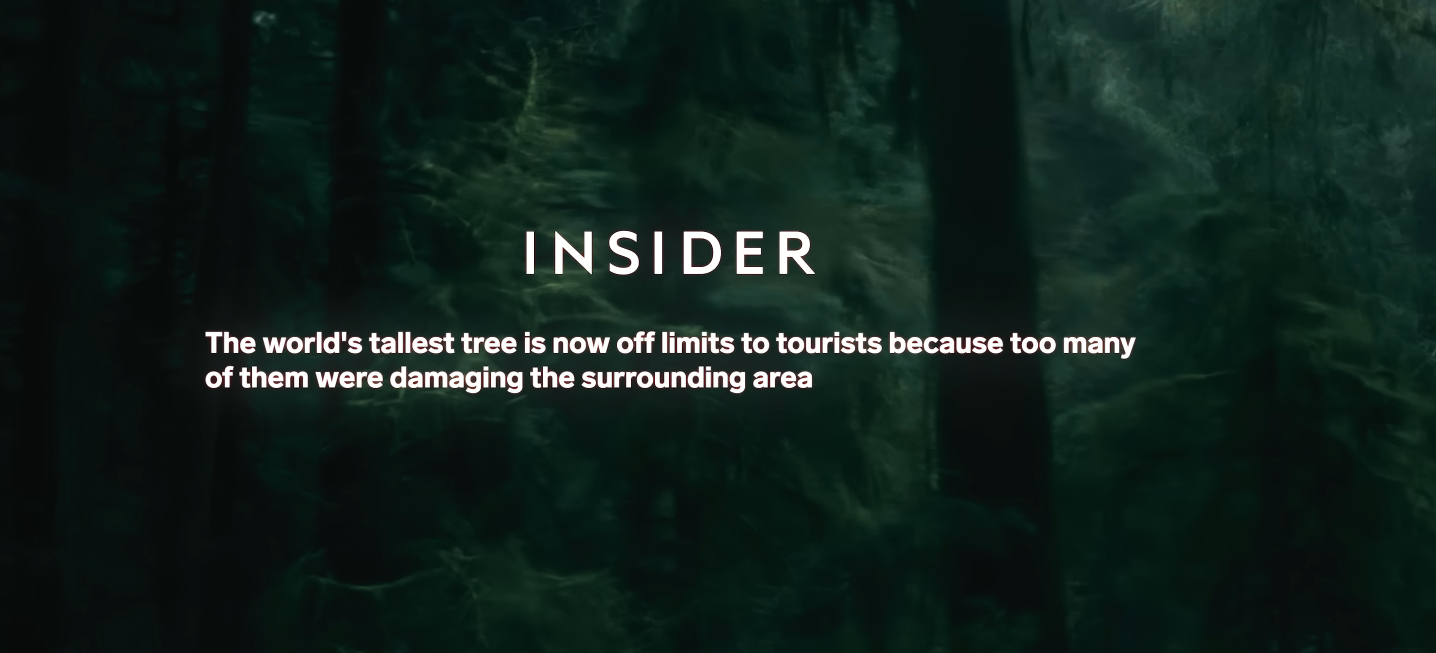 INSIDER
The world's tallest tree is now off limits to tourists because too many
of them were damaging the surrounding area